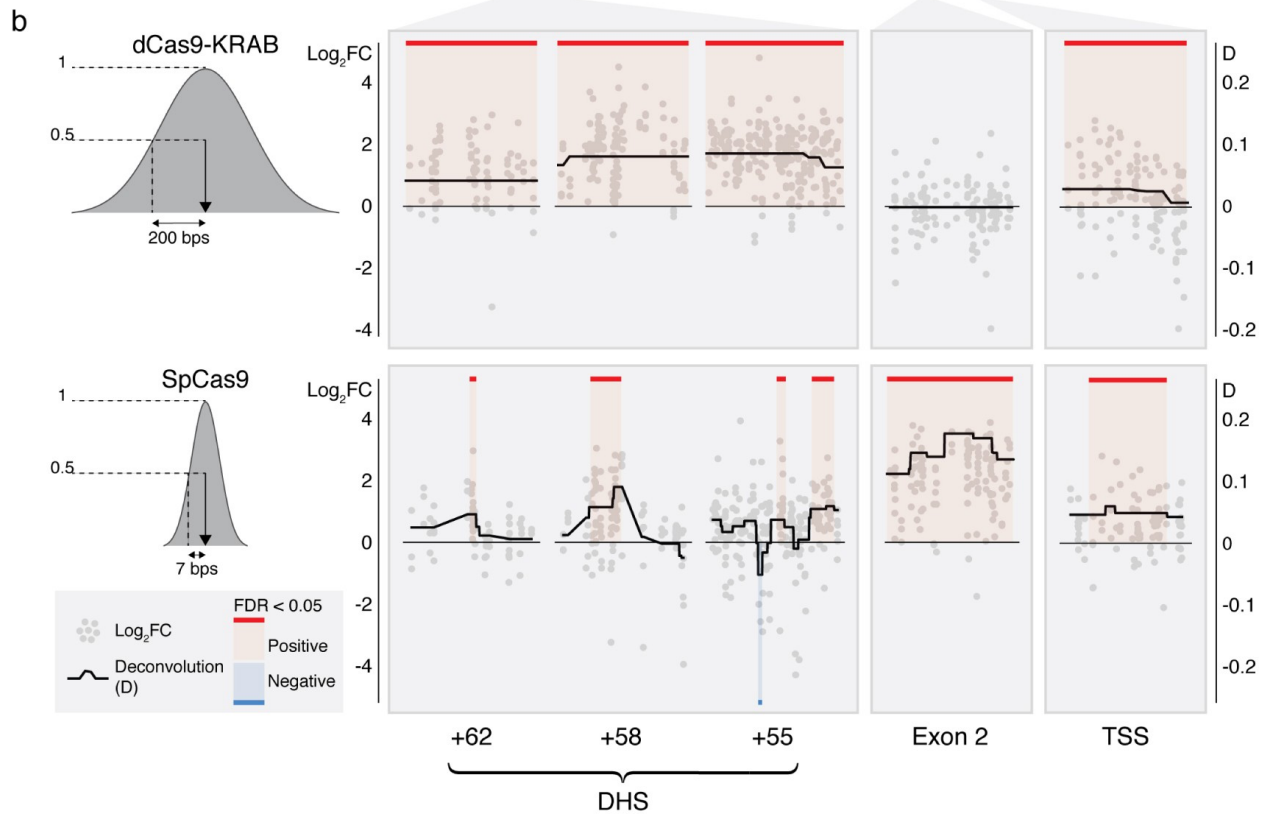 b
dCas9-KRAB
1
0.5
200 bps
Log₂FC
4
2
0
-2
-4
D
0.2
0.1
0
-0.1
-0.2
SpCas9
1
0.5
7 bps
Log₂FC
4
2
0
-2
-4
D
0.2
0.1
0
-0.1
-0.2
Log₂FC
Deconvolution
(D)
FDR < 0.05
Positive
Negative
+62
+58
+55
Exon 2
TSS
DHS